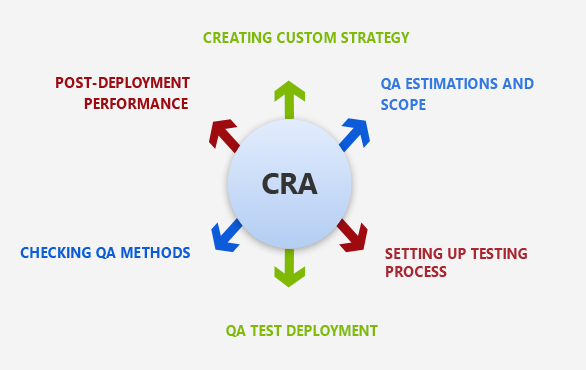 CREATING CUSTOM STRATEGY
POST-DEPLOYMENT
PERFORMANCE
QA ESTIMATIONS AND
SCOPE
CRA
CHECKING QA METHODS
SETTING UP TESTING
PROCESS
QA TEST DEPLOYMENT